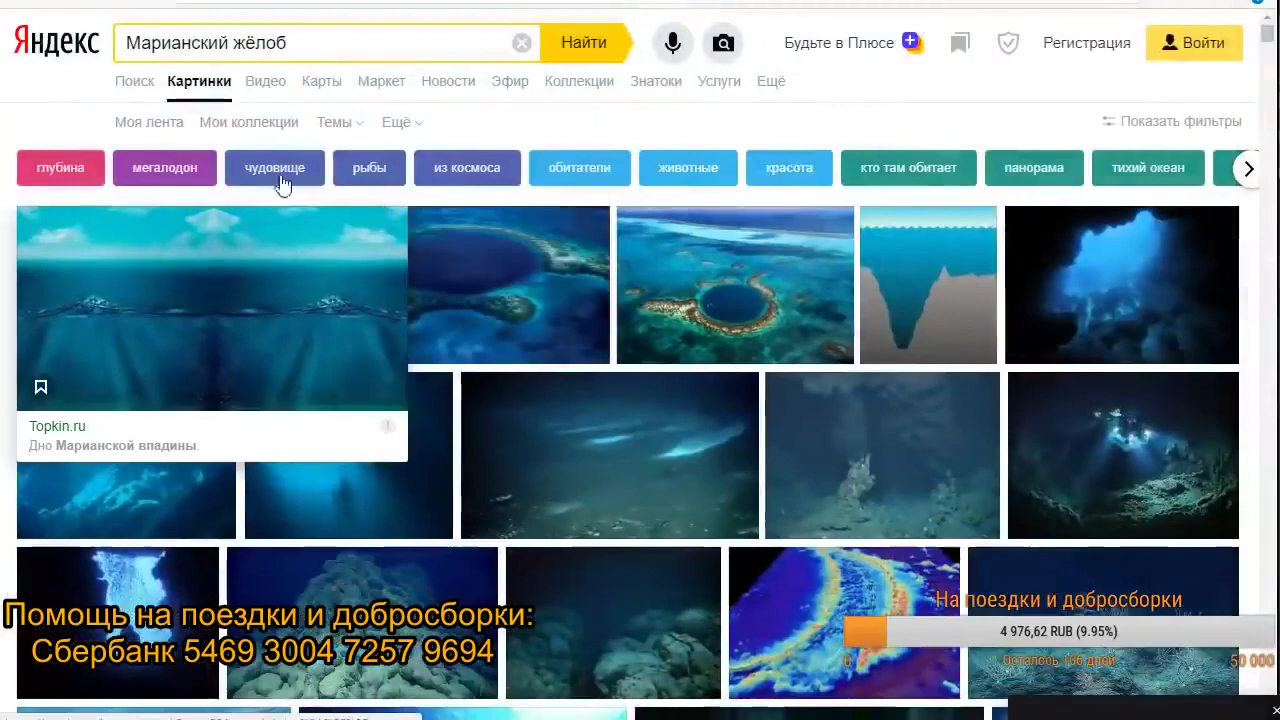 Яндекс
Марианский жёлоб
Найти
Будьте в Плюсе
Регистрация
Войти
Поиск Картинки Видео Карты Маркет Новости Эфир Коллекции Знатоки Услуги Ещё
Моя лента Мои коллекции Темы Ещё
Показать фильтры
глубина мегалодон чудовище рыбы из космоса обитатели животные красота кто там обитает панорама тихий океан
Topkin.ru
Дно Марианской впадины.
Помощь на поездки и добросборки:
Сбербанк 5469 3004 7257 9694
На поездки и добросборки
4 976,62 RUB (9.95%)
0 Осталось 106 дней 50 000